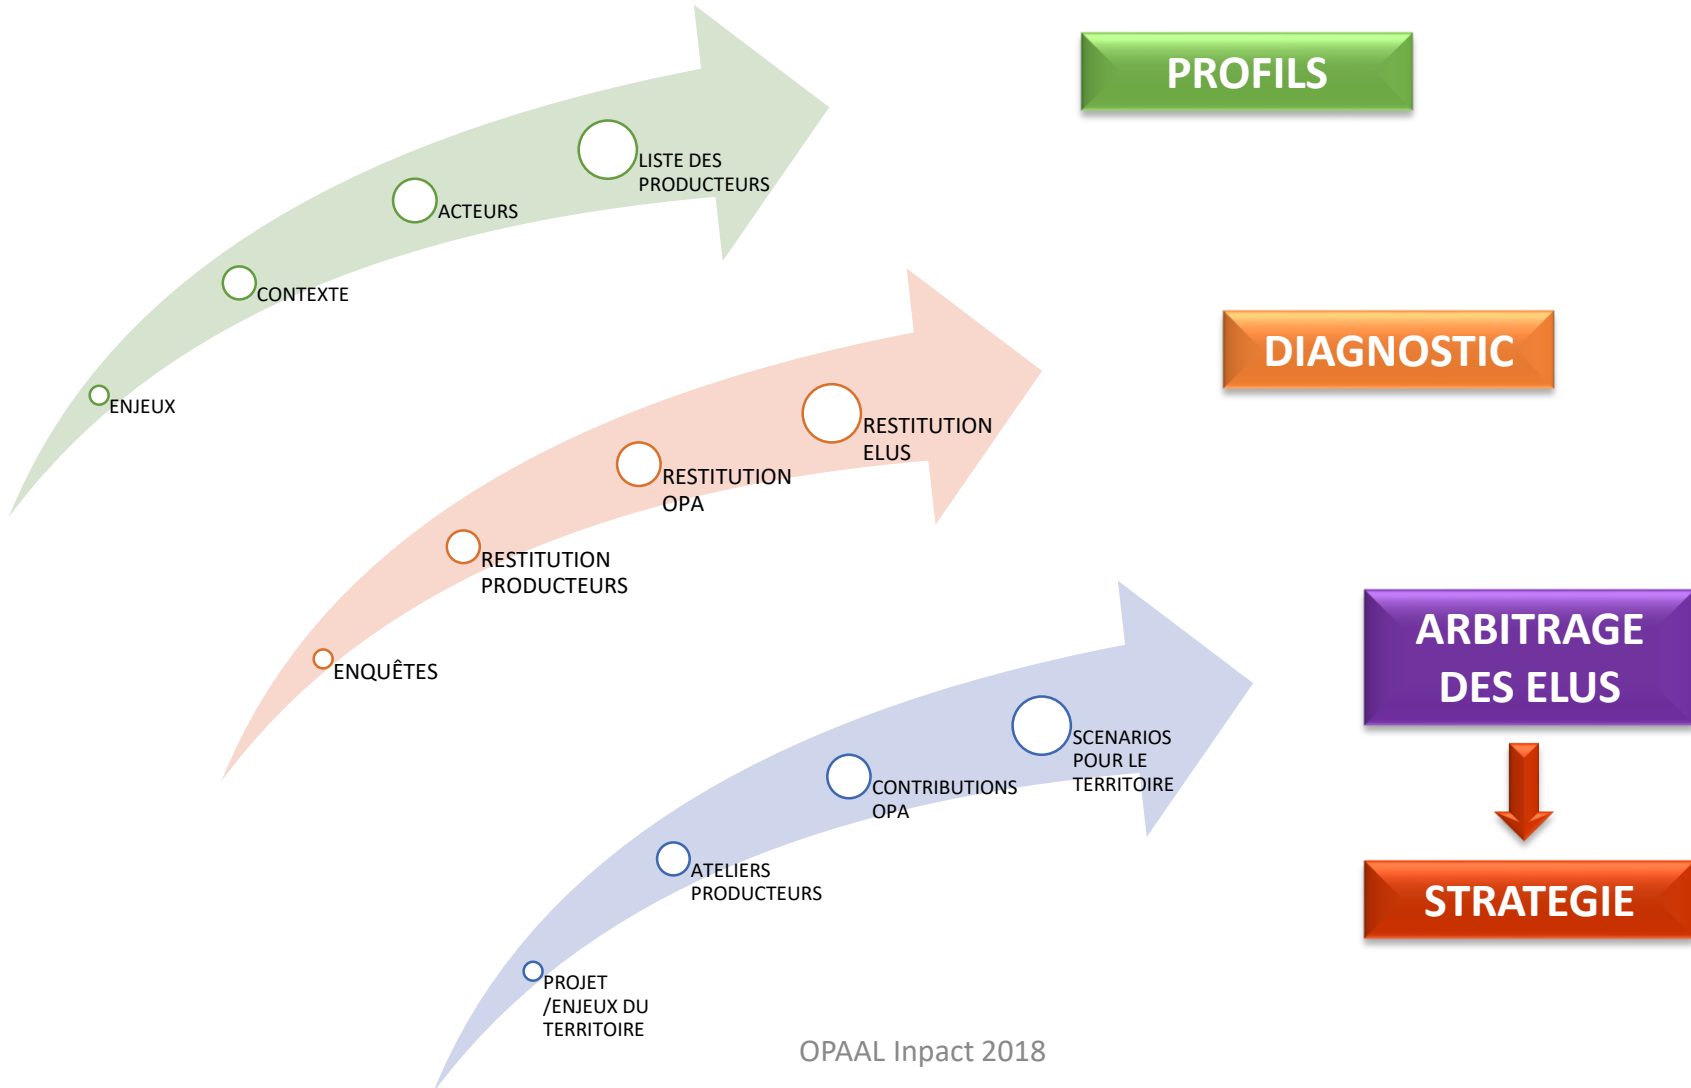 PROFILS
LISTE DES
PRODUCTEURS
ACTEURS
CONTEXTE
ENJEUX
DIAGNOSTIC
RESTITUTION
ELUS
RESTITUTION
OPA
RESTITUTION
PRODUCTEURS
ENQUÊTES
ARBITRAGE
DES ELUS
SCENARIOS
POUR LE
TERRITOIRE
CONTRIBUTIONS
OPA
ATELIERS
PRODUCTEURS
STRATEGIE
PROJET
/ENJEUX DU
TERRITOIRE
OPAAL Inpact 2018